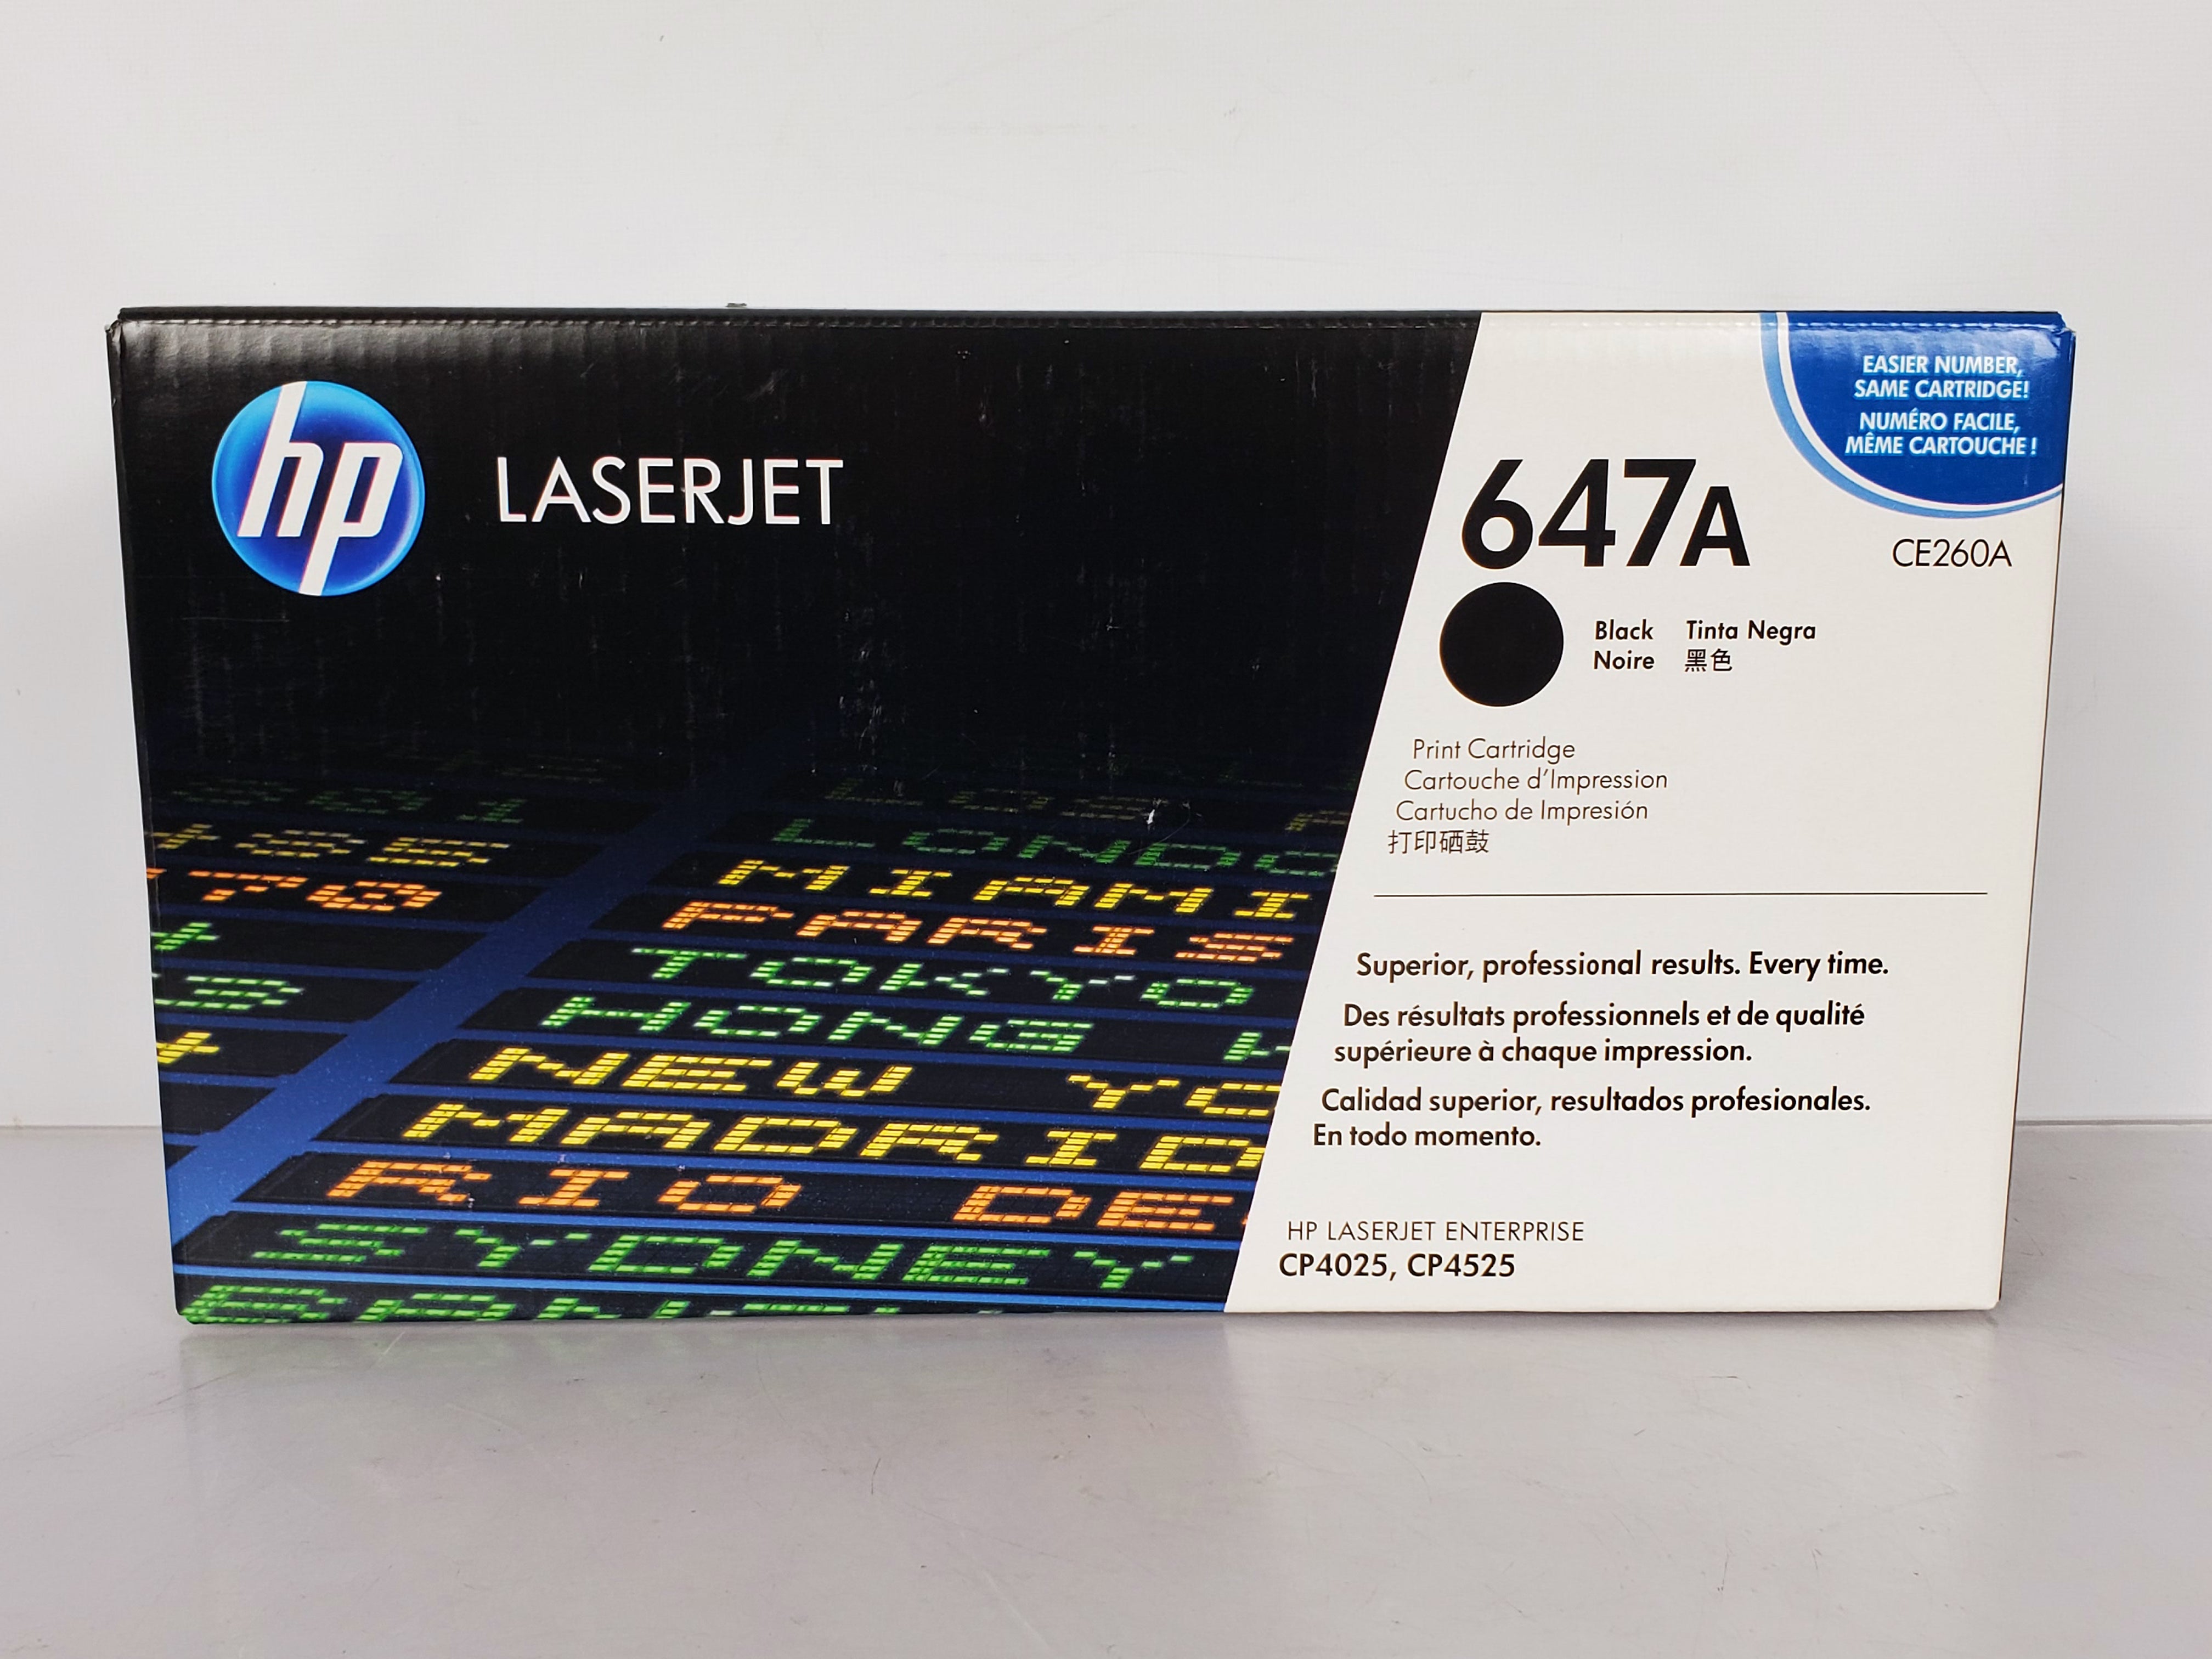 hp
LASERJET
EASIER NUMBER,
SAME CARTRIDGE!
NUMÉRO FACILE,
MÊME CARTOUCHE !
647A
CE260A
Black Tinta Negra
Noire 黑色
Print Cartridge
Cartouche d'Impression
Cartucho de Impresión
打印硒鼓
Superior, professional results. Every time.
Des résultats professionnels et de qualité
supérieure à chaque impression.
Calidad superior, resultados profesionales.
En todo momento.
HP LASERJET ENTERPRISE
CP4025, CP4525
LONDO
MIAMI
PARIS
TOKYO
HONG K
NEW YO
MADRID
RIO DE
SYDNEY